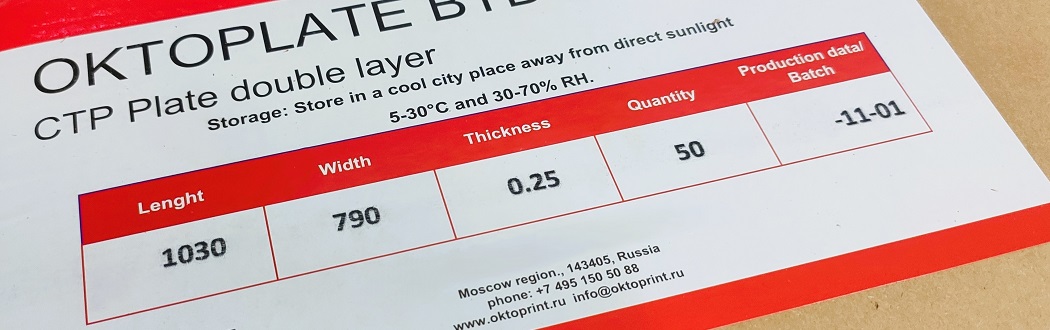 OKTOPLATE
CTP Plate double layer
Storage: Store in a cool city place away from direct sunlight
5-30°C and 30-70% RH.
Lenght Width Thickness Quantity Production data/
Batch
1030 790 0.25 50 -11-01
Moscow region., 143405, Russia
phone: +7 495 150 50 88
www.oktoprint.ru info@oktoprint.ru